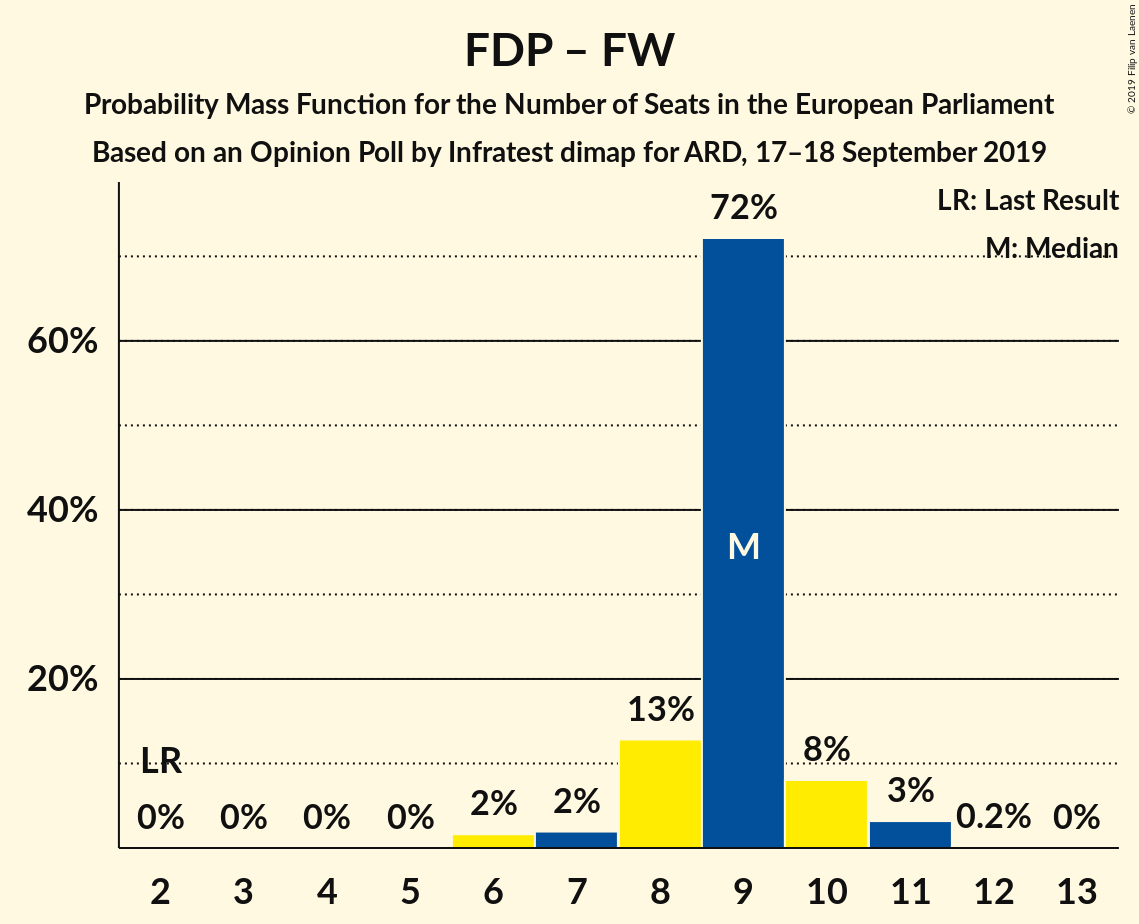 FDP – FW
Probability Mass Function for the Number of Seats in the European Parliament
Based on an Opinion Poll by Infratest dimap for ARD, 17–18 September 2019
© 2019 Filip van Laenen
LR: Last Result
M: Median
72%
60%
40%
M
20%
13%
LR
8%
3%
0% 0% 0% 0% 2% 2% 0.2% 0%
2 3 4 5 6 7 8 9 10 11 12 13